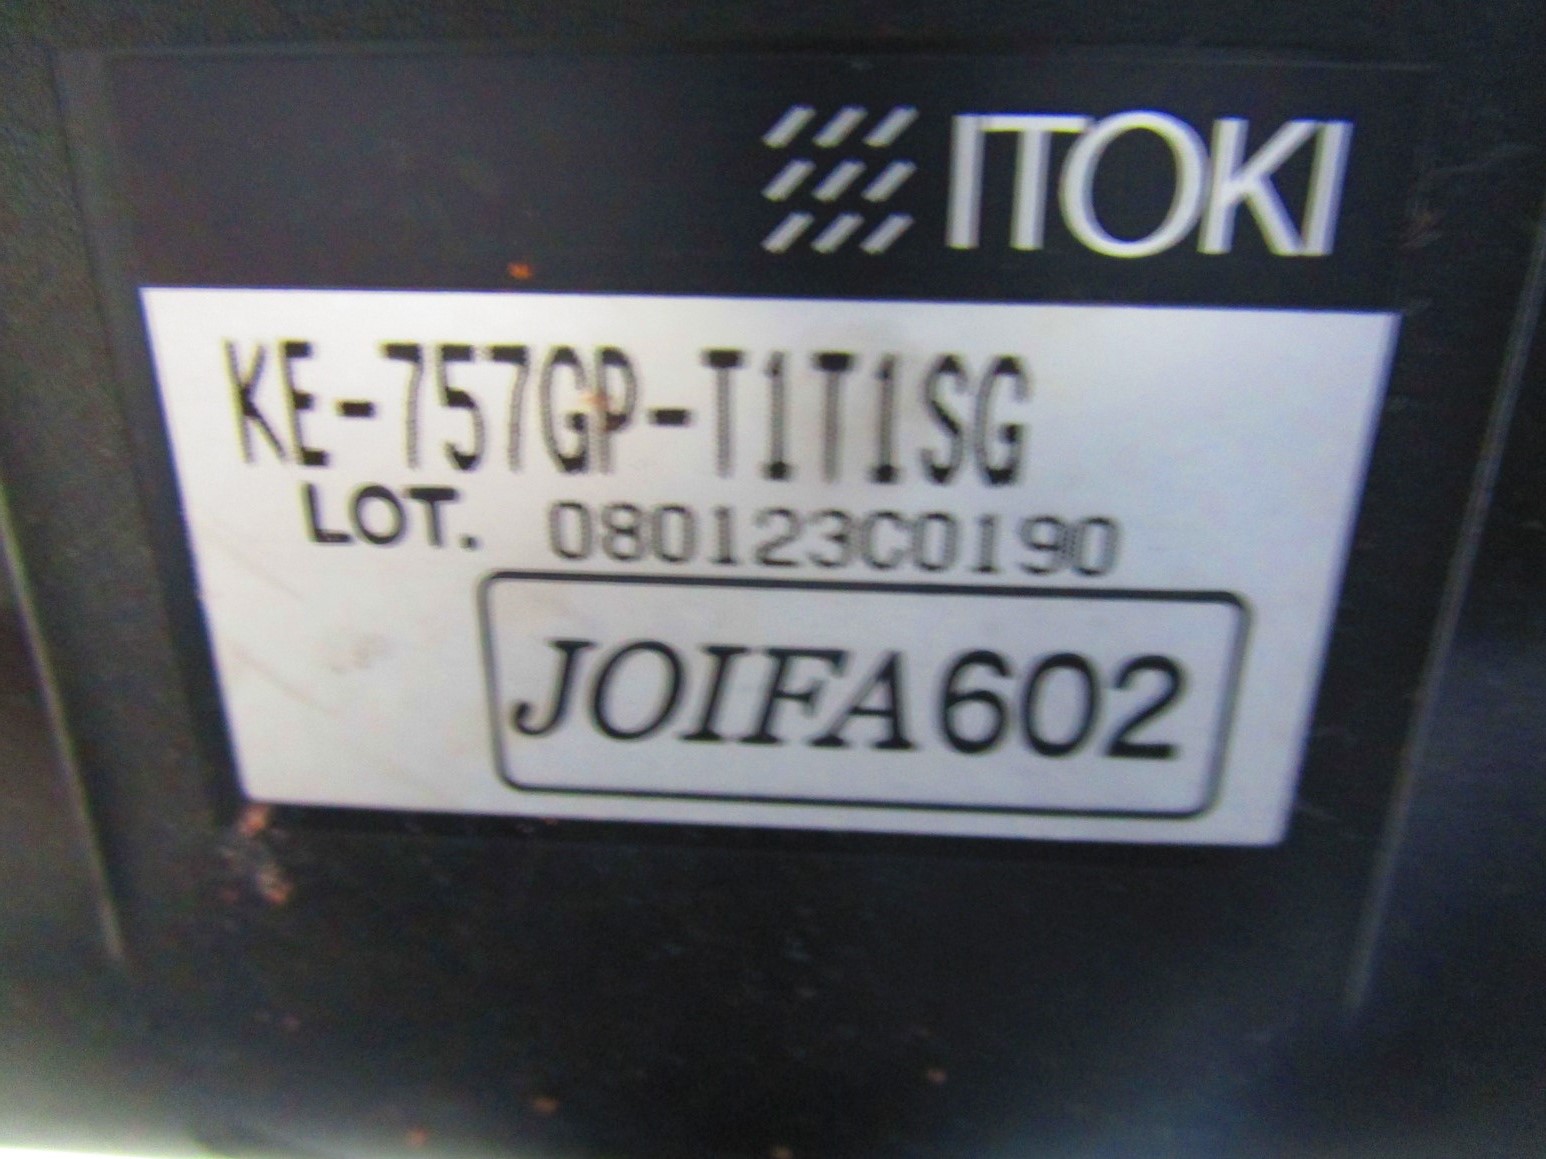 ITOKI
KE-757GP-T1T1SG
LOT. 080123C0190
JOIFA602